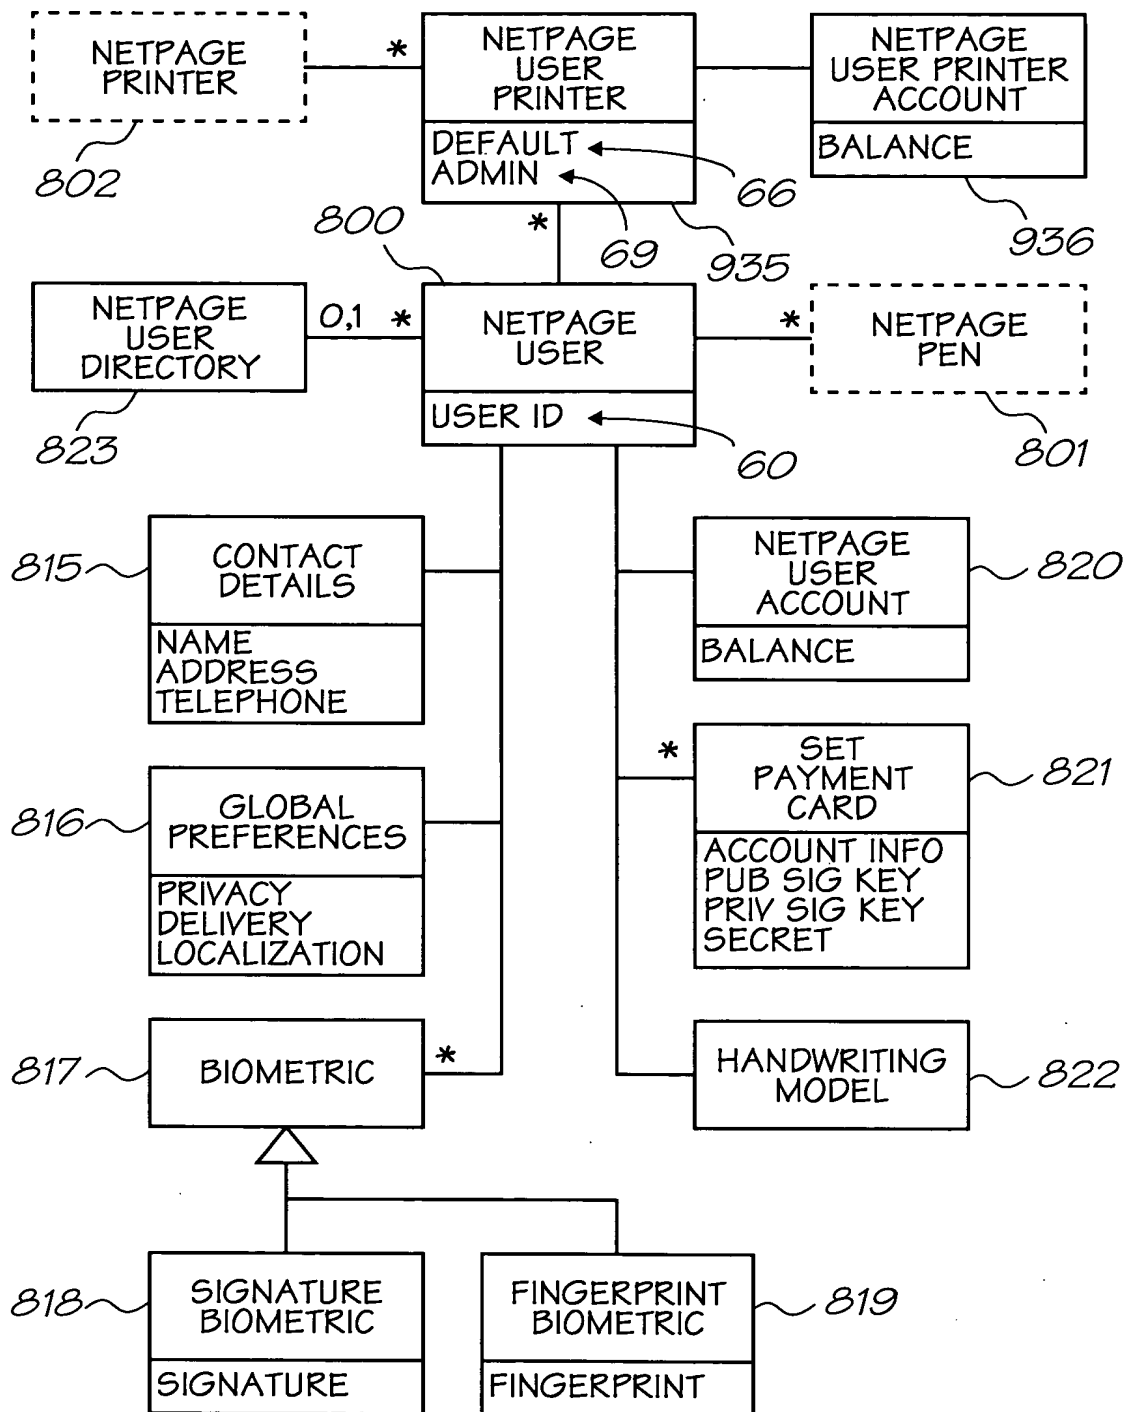 NETPAGE
PRINTER
*
NETPAGE
USER
PRINTER
NETPAGE
USER PRINTER
ACCOUNT
DEFAULT
ADMIN
BALANCE
802
66
69
935
936
800
*
NETPAGE
USER
DIRECTORY
0,1 *
NETPAGE
USER
*
NETPAGE
PEN
USER ID
823
60
801
815
CONTACT
DETAILS
NAME
ADDRESS
TELEPHONE
NETPAGE
USER
ACCOUNT
820
BALANCE
816
GLOBAL
PREFERENCES
PRIVACY
DELIVERY
LOCALIZATION
*
SET
PAYMENT
CARD
821
ACCOUNT INFO
PUB SIG KEY
PRIV SIG KEY
SECRET
817
BIOMETRIC
*
HANDWRITING
MODEL
822
818
SIGNATURE
BIOMETRIC
SIGNATURE
FINGERPRINT
BIOMETRIC
819
FINGERPRINT